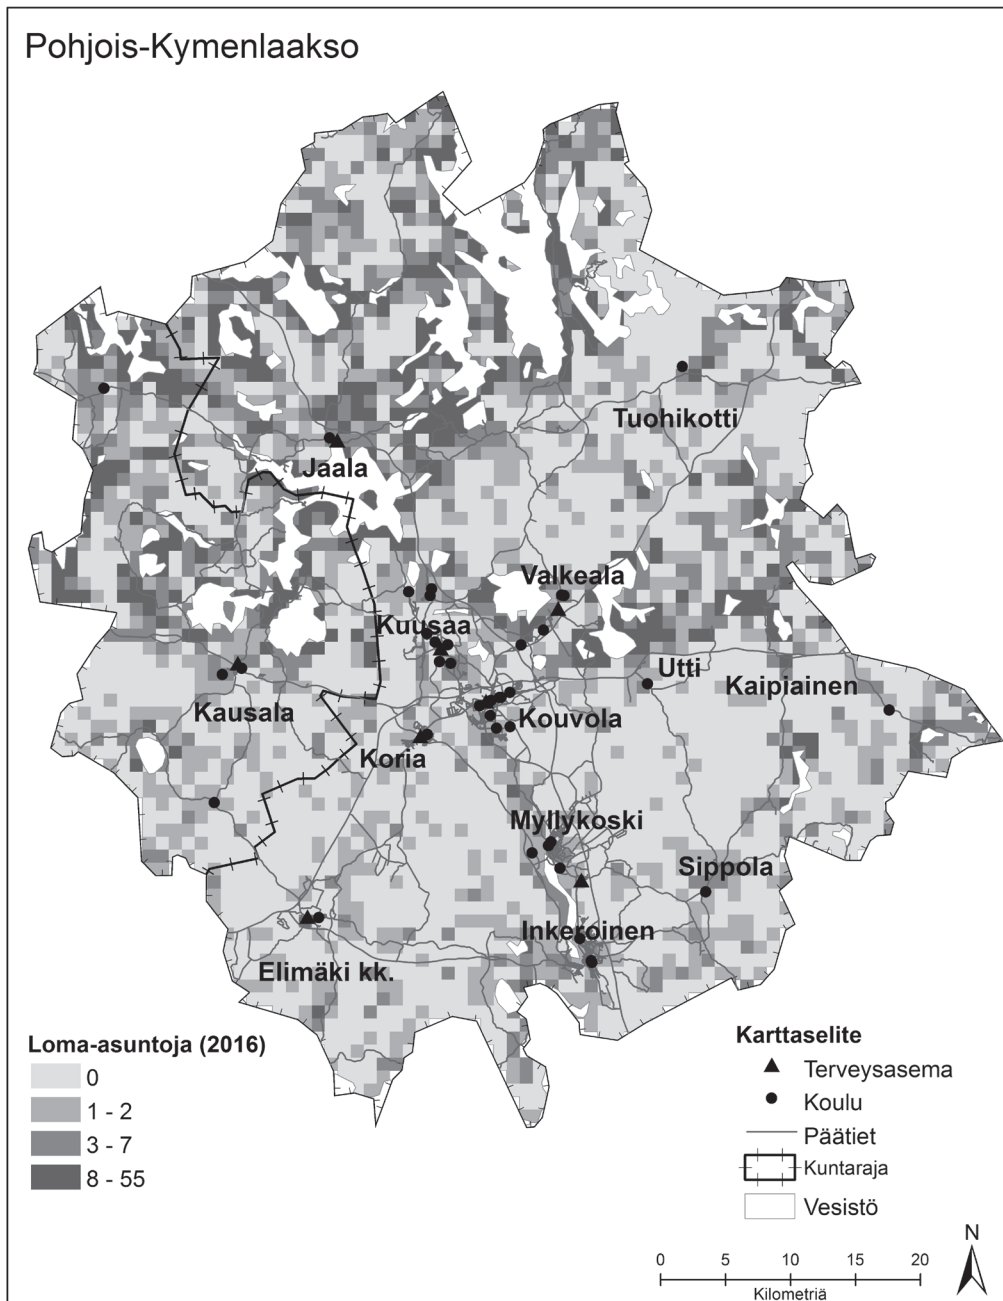 Pohjois-Kymenlaakso
Tuohikotti
Jaala
Valkeala
Kuusaa
Utti
Kaipiainen
Kausala
Kouvola
Koria
Myllykoski
Sippola
Inkeroinen
Elimäki kk.
Loma-asuntoja (2016)
0
1 - 2
3 - 7
8 - 55
Karttaselite
Terveysasema
Koulu
Päätiet
Kuntaraja
Vesistö
N
0 5 10 15 20
Kilometriä